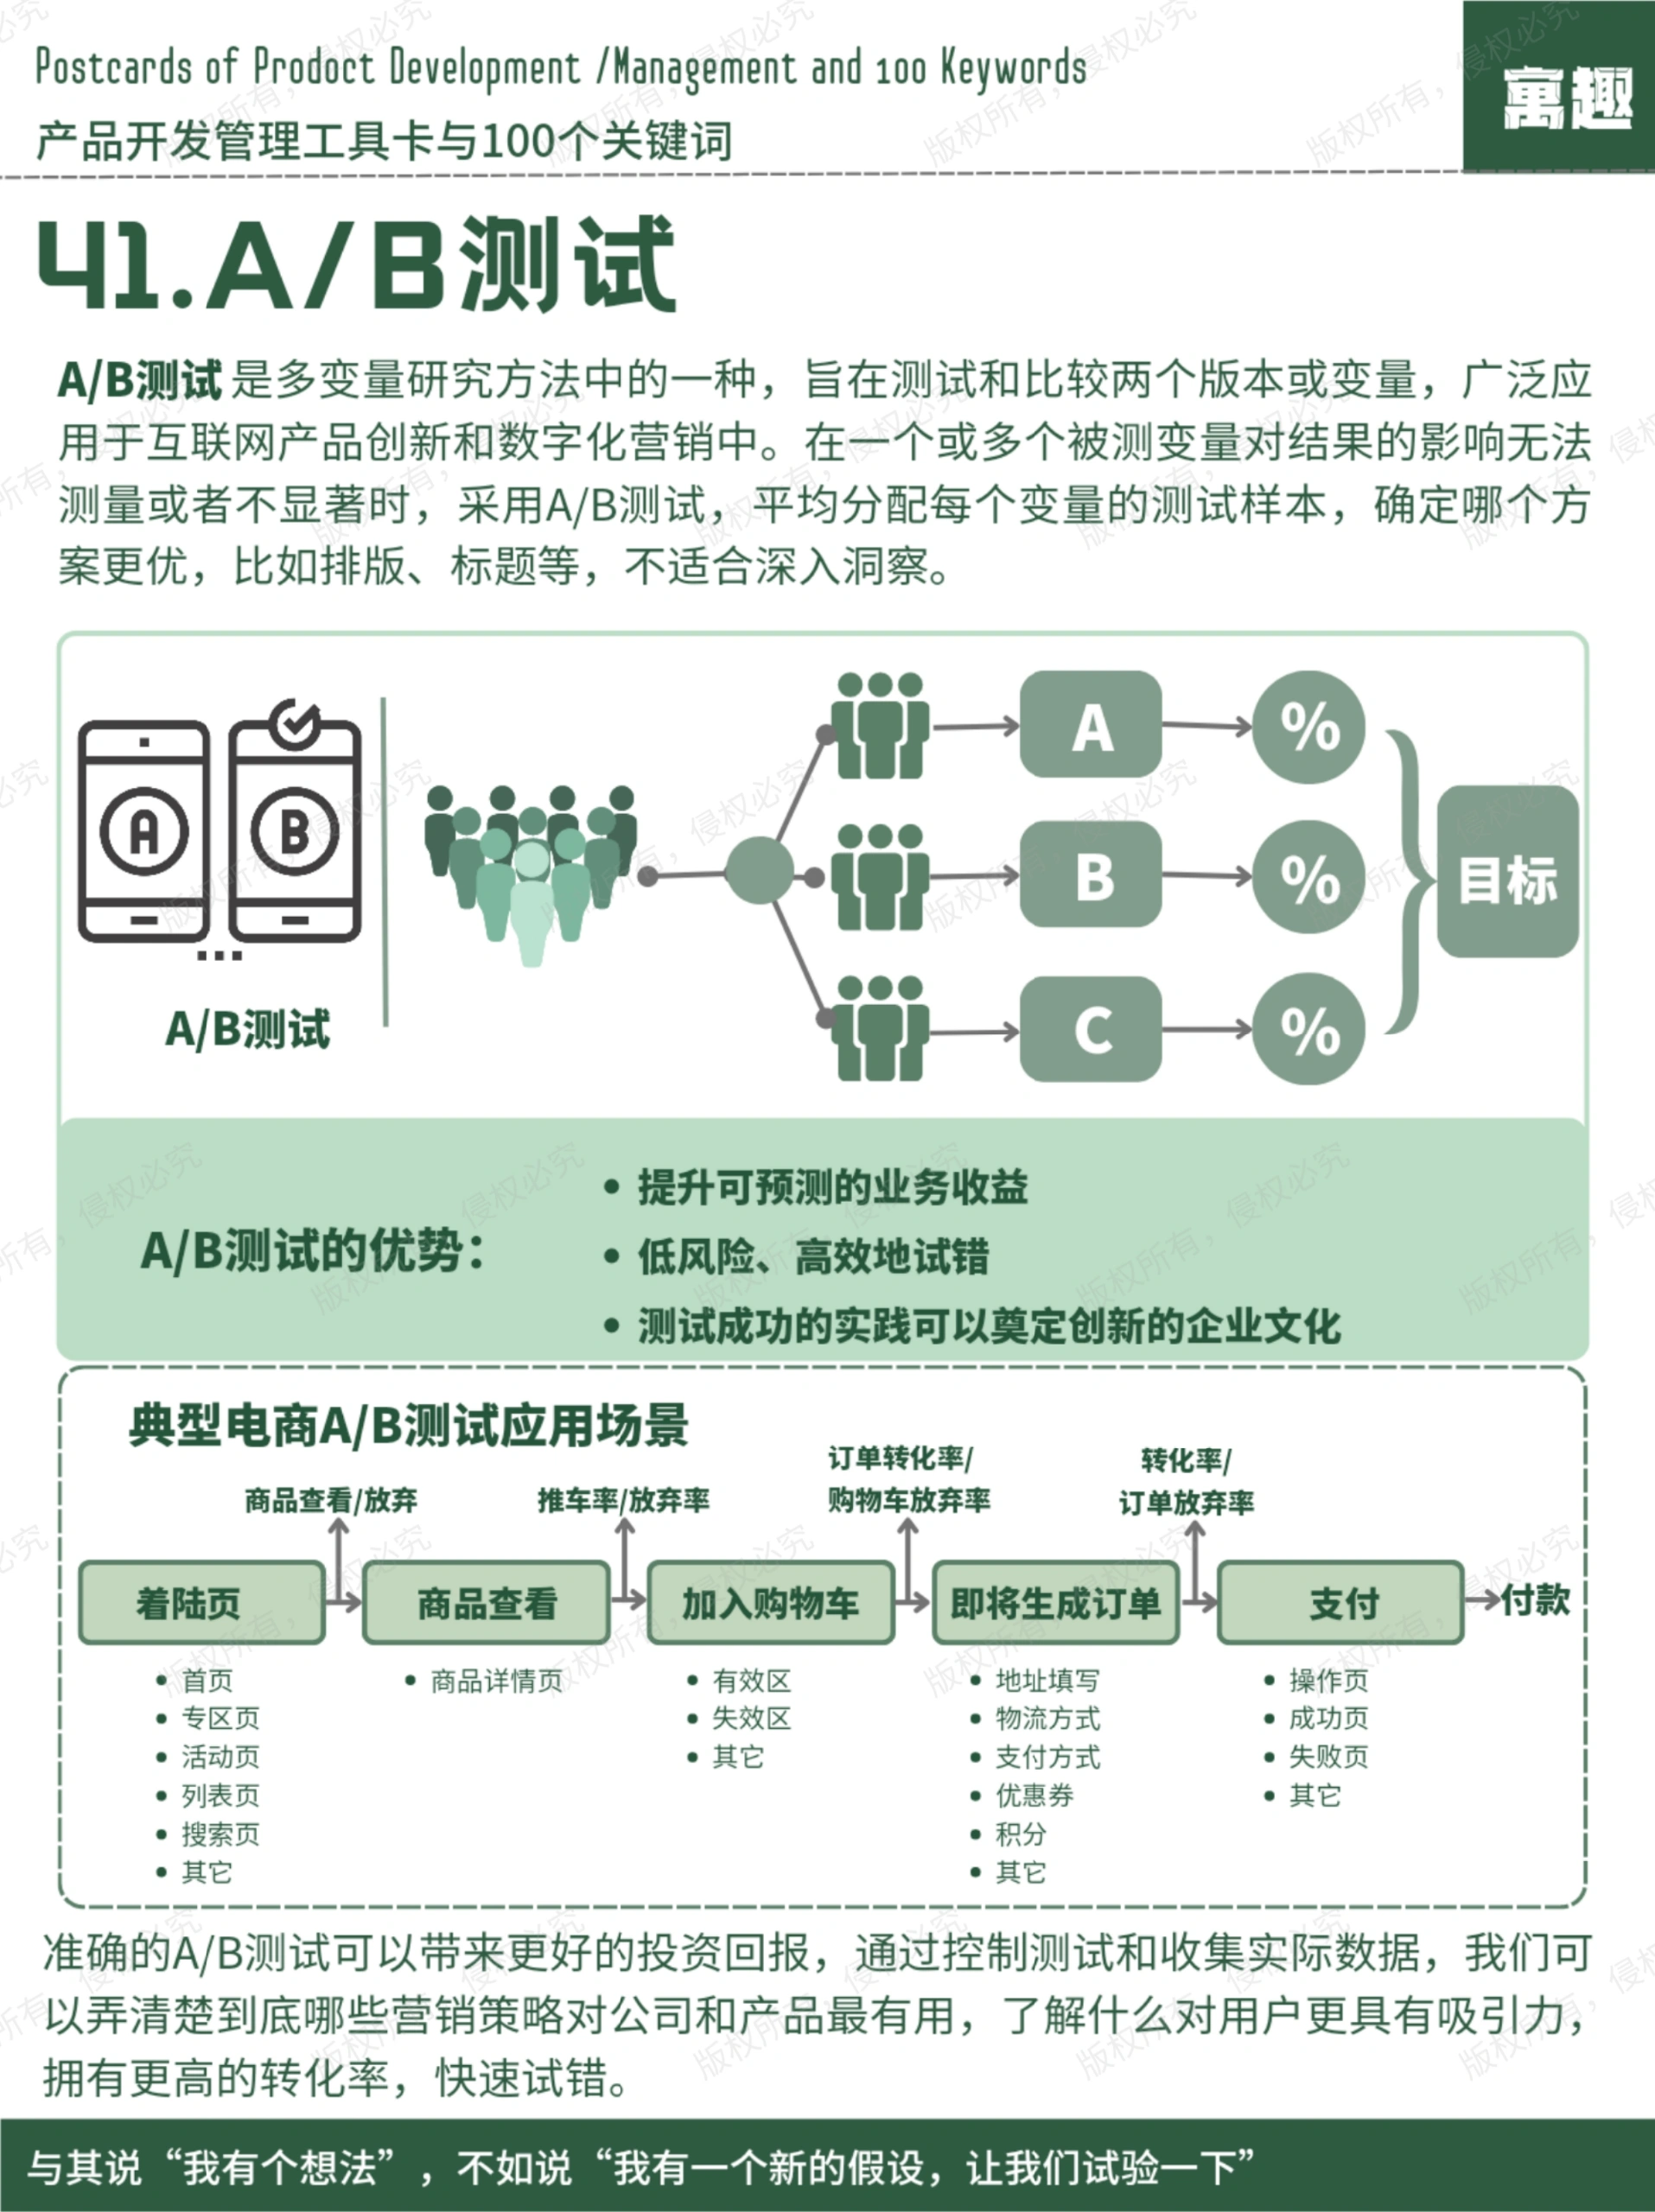 Postcards of Prodoct Development /Management and 100 Keywords
产品开发管理工具卡与100个关键词
寓趣
41.A/B测试
A/B测试是多变量研究方法中的一种，旨在测试和比较两个版本或变量，广泛应
用于互联网产品创新和数字化营销中。在一个或多个被测变量对结果的影响无法
测量或者不显著时，采用A/B测试，平均分配每个变量的测试样本，确定哪个方
案更优，比如排版、标题等，不适合深入洞察。
A
B
...
A/B测试
A
%
B
%
C
%
目标
A/B测试的优势：
• 提升可预测的业务收益
• 低风险、高效地试错
• 测试成功的实践可以奠定创新的企业文化
典型电商A/B测试应用场景
商品查看/放弃
推车率/放弃率
订单转化率/
购物车放弃率
转化率/
订单放弃率
着陆页
商品查看
加入购物车
即将生成订单
支付
付款
• 首页
• 专区页
• 活动页
• 列表页
• 搜索页
• 其它
• 商品详情页
• 有效区
• 失效区
• 其它
• 地址填写
• 物流方式
• 支付方式
• 优惠券
• 积分
• 其它
• 操作页
• 成功页
• 失败页
• 其它
准确的A/B测试可以带来更好的投资回报，通过控制测试和收集实际数据，我们可
以弄清楚到底哪些营销策略对公司和产品最有用，了解什么对用户更具有吸引力，
拥有更高的转化率，快速试错。
与其说“我有个想法”，不如说“我有一个新的假设，让我们试验一下”
版权所有，侵权必究